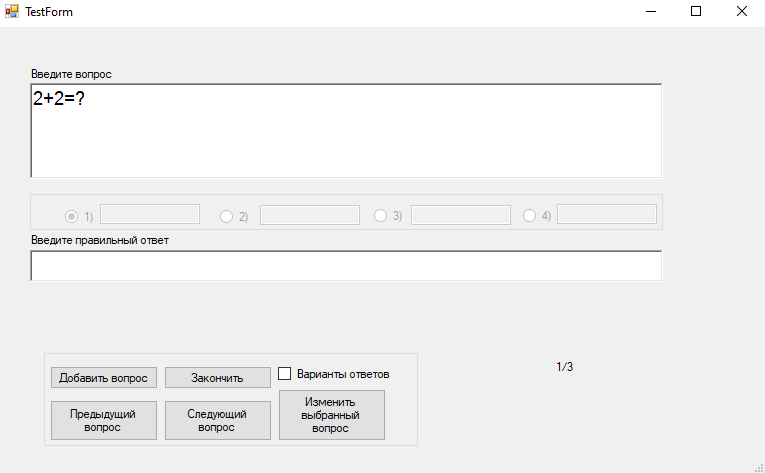 TestForm
Введите вопрос
2+2=?
1)
2)
3)
4)
Введите правильный ответ
Добавить вопрос
Закончить
Варианты ответов
1/3
Предыдущий
вопрос
Следующий
вопрос
Изменить
выбранный
вопрос